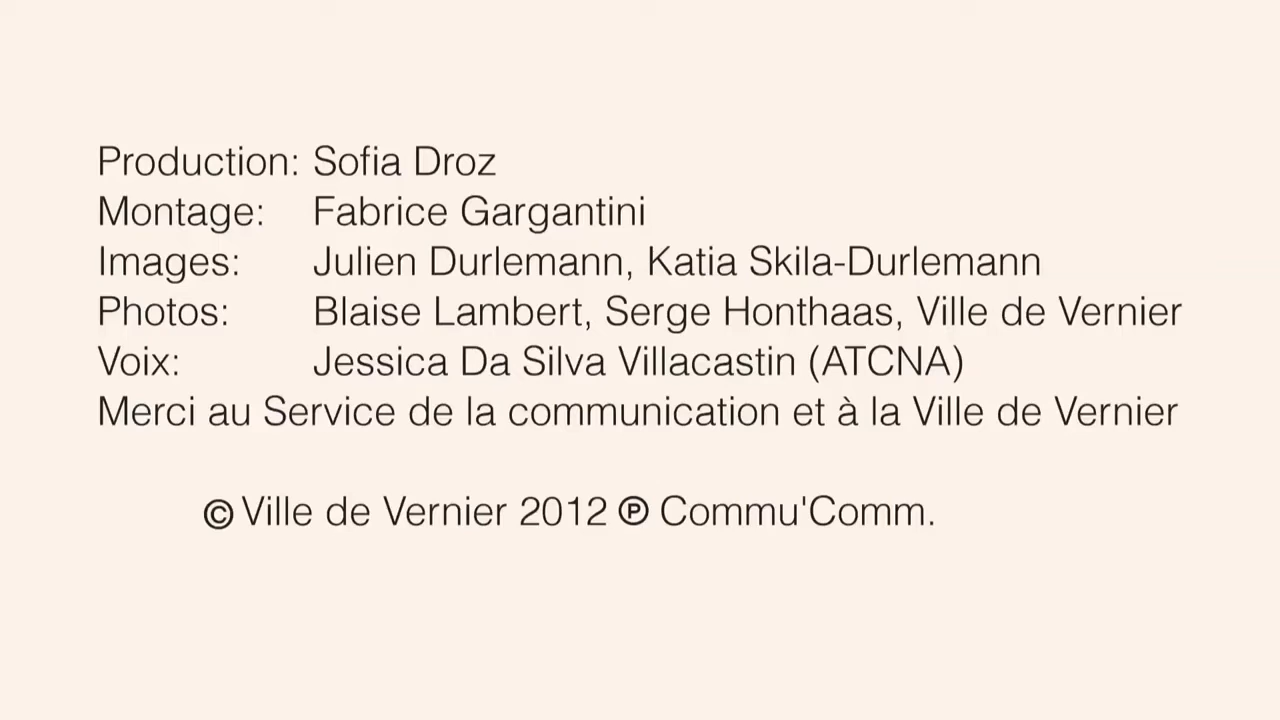 Production: Sofia Droz
Montage: Fabrice Gargantini
Images: Julien Durlemann, Katia Skila-Durlemann
Photos: Blaise Lambert, Serge Honthaas, Ville de Vernier
Voix: Jessica Da Silva Villacastin (ATCNA)
Merci au Service de la communication et à la Ville de Vernier
© Ville de Vernier 2012 ℗ Commu'Comm.